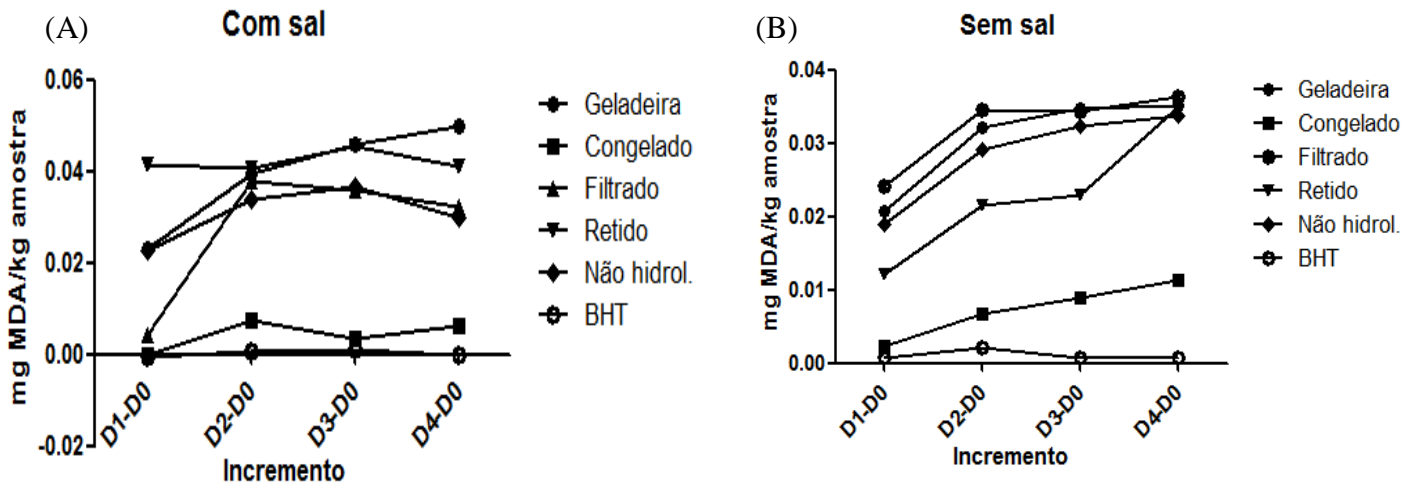 (A)
Com sal
mg MDA/kg amostra
0.06
0.04
0.02
0.00
-0.02
D1-D0
D2-D0
D3-D0
D4-D0
Incremento
Geladeira
Congelado
Filtrado
Retido
Não hidrol.
BHT
(B)
Sem sal
mg MDA/kg amostra
0.04
0.03
0.02
0.01
0.00
D1-D0
D2-D0
D3-D0
D4-D0
Incremento
Geladeira
Congelado
Filtrado
Retido
Não hidrol.
BHT